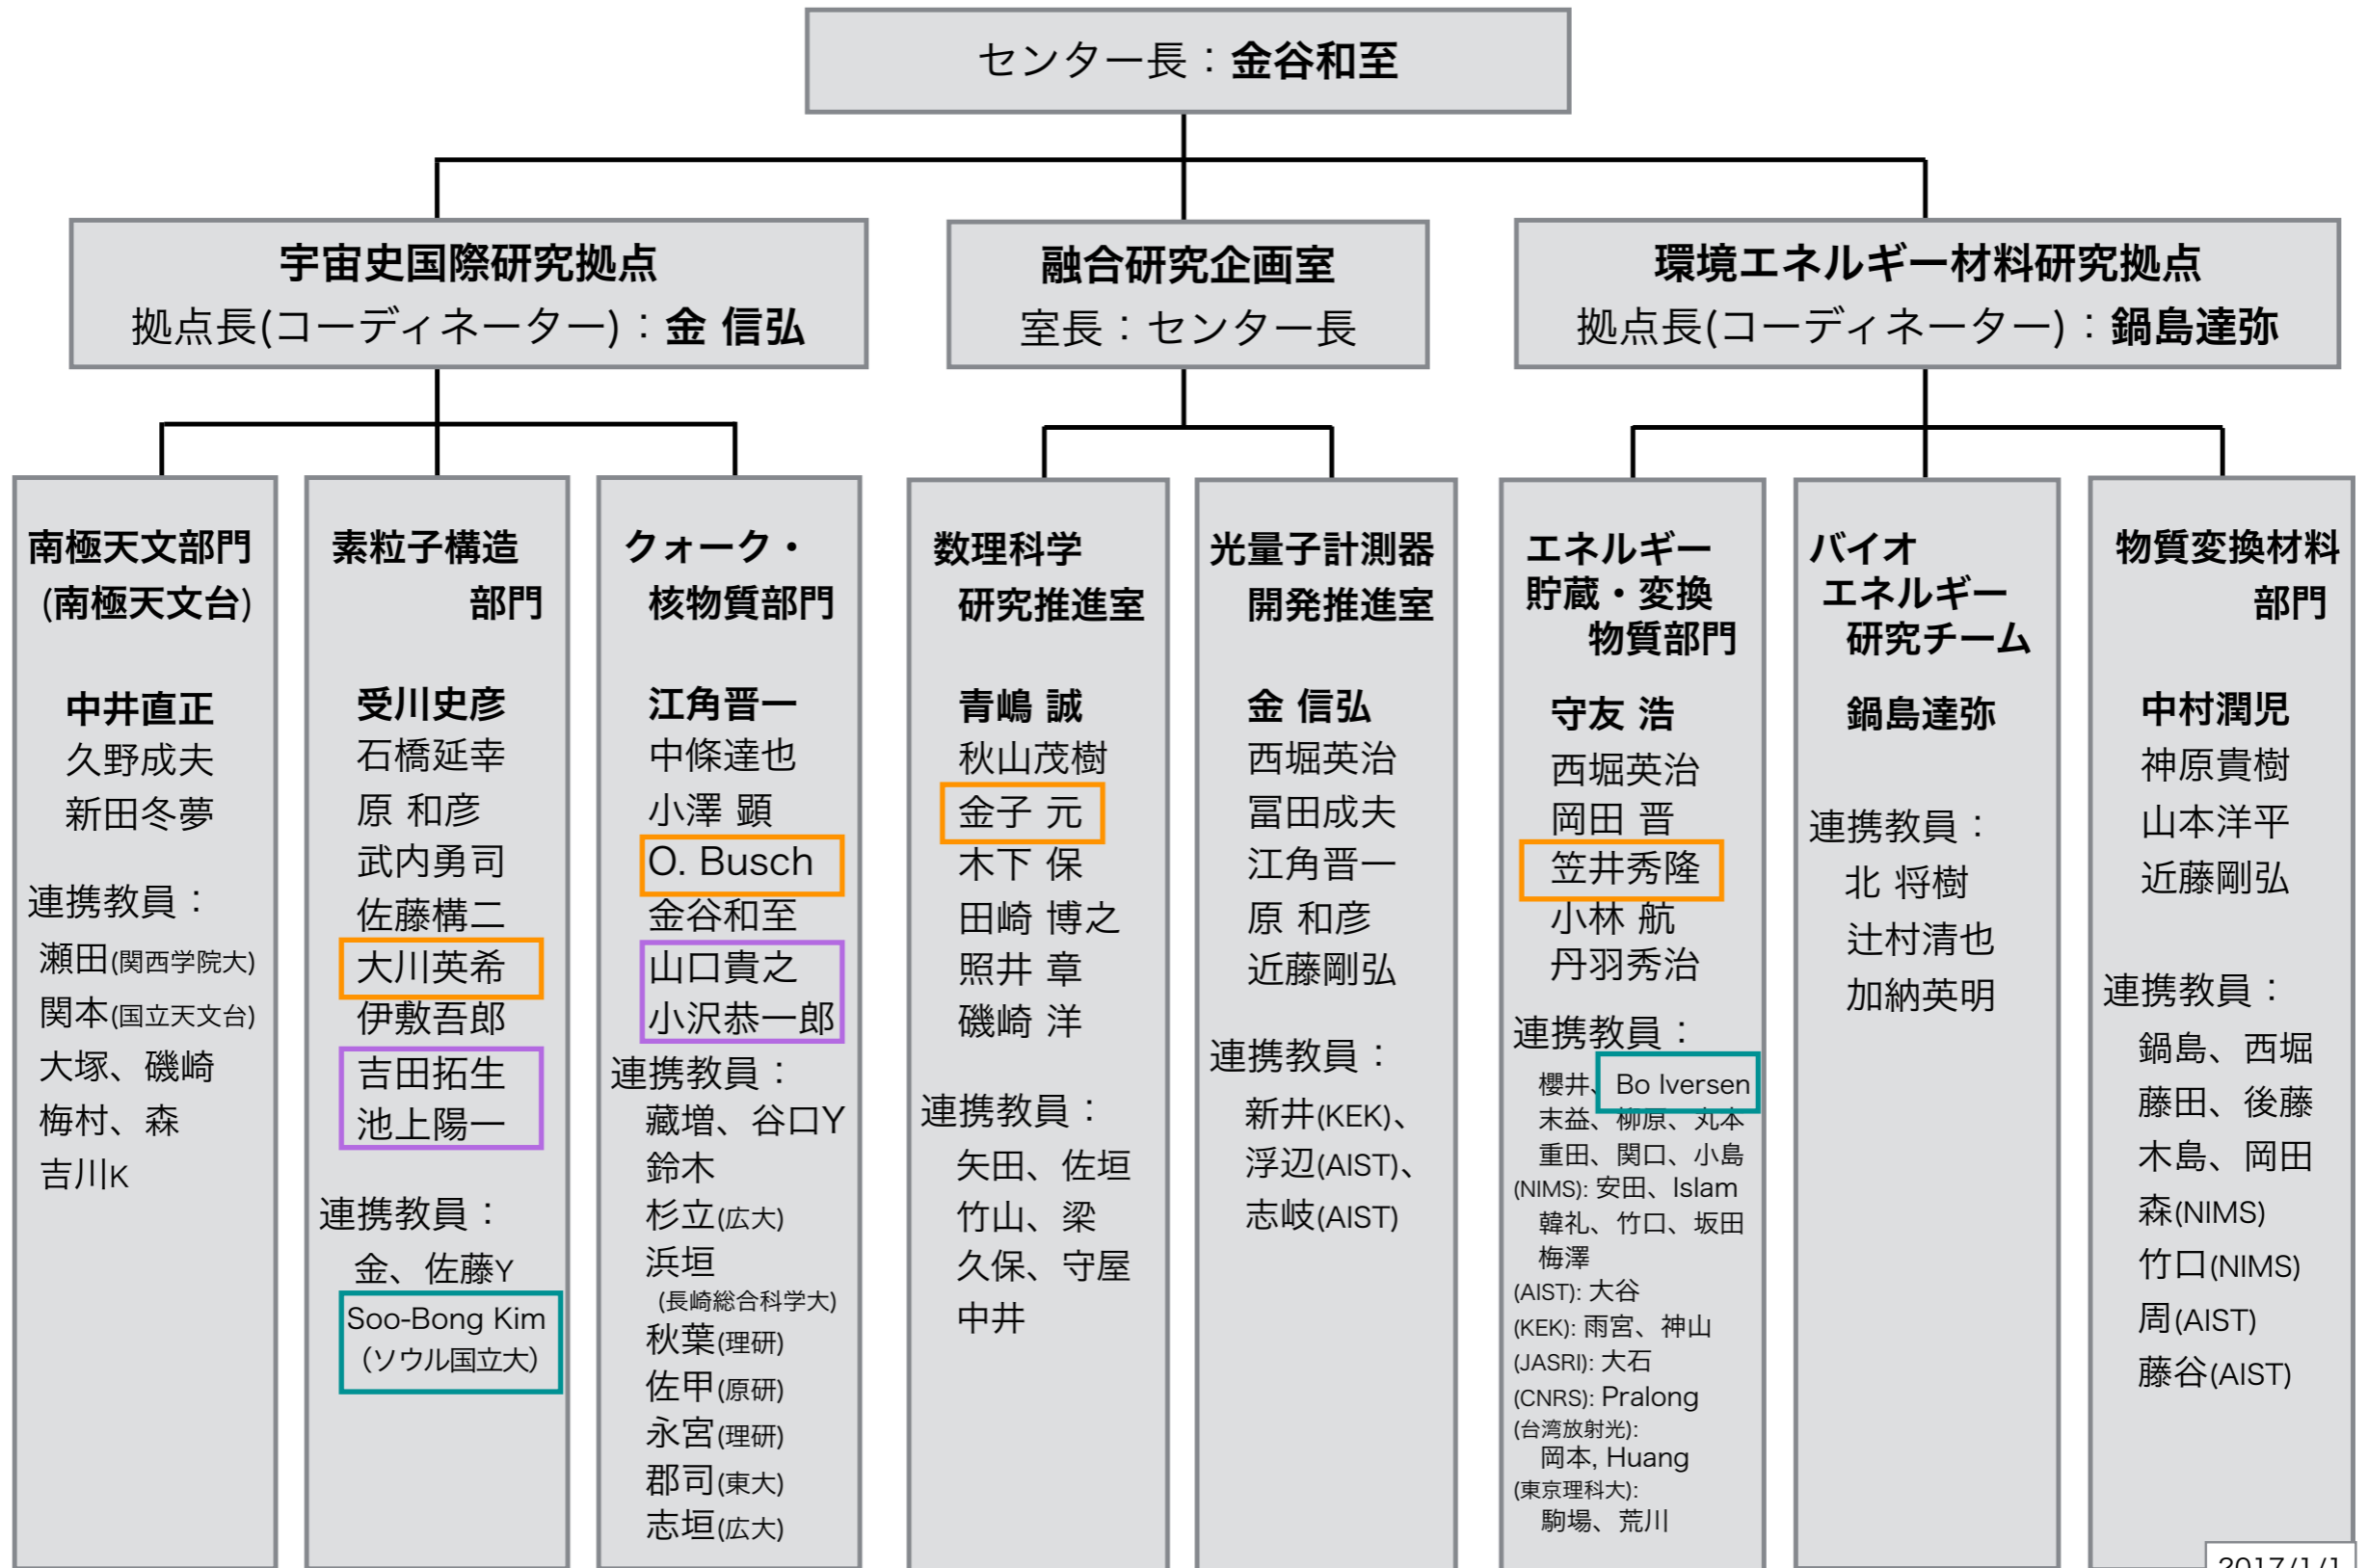 センター長：金谷和至
宇宙史国際研究拠点
拠点長(コーディネーター)：金 信弘
融合研究企画室
室長：センター長
環境エネルギー材料研究拠点
拠点長(コーディネーター)：鍋島達弥
南極天文部門
(南極天文台)
中井直正
久野成夫
新田冬夢
連携教員：
瀬田(関西学院大)
関本(国立天文台)
大塚、磯崎
梅村、森
吉川K
素粒子構造
部門
受川史彦
石橋延幸
原 和彦
武内勇司
佐藤構二
大川英希
伊敷吾郎
吉田拓生
池上陽一
連携教員：
金、佐藤Y
Soo-Bong Kim
（ソウル国立大）
クォーク・
核物質部門
江角晋一
中條達也
小澤 顕
O. Busch
金谷和至
山口貴之
小沢恭一郎
連携教員：
蔵増、谷口Y
鈴木
杉立(広大)
浜垣
(長崎総合科学大)
秋葉(理研)
佐甲(原研)
永宮(理研)
郡司(東大)
志垣(広大)
数理科学
研究推進室
青嶋 誠
秋山茂樹
金子 元
木下 保
田崎 博之
照井 章
磯崎 洋
連携教員：
矢田、佐垣
竹山、梁
久保、守屋
中井
光量子計測器
開発推進室
金 信弘
西堀英治
冨田成夫
江角晋一
原 和彦
近藤剛弘
連携教員：
新井(KEK)、
浮辺(AIST)、
志岐(AIST)
エネルギー
貯蔵・変換
物質部門
守友 浩
西堀英治
岡田 晋
笠井秀隆
小林 航
丹羽秀治
連携教員：
櫻井、Bo Iversen
末益、柳原、丸本
重田、関口、小島
(NIMS): 安田、Islam
韓礼、竹口、坂田
梅澤
(AIST): 大谷
(KEK): 雨宮、神山
(JASRI): 大石
(CNRS): Pralong
(台湾放射光):
岡本, Huang
(東京理科大):
駒場、荒川
バイオ
エネルギー
研究チーム
鍋島達弥
連携教員：
北 将樹
辻村清也
加納英明
物質変換材料
部門
中村潤児
神原貴樹
山本洋平
近藤剛弘
連携教員：
鍋島、西堀
藤田、後藤
木島、岡田
森(NIMS)
竹口(NIMS)
周(AIST)
藤谷(AIST)
2017/1/1